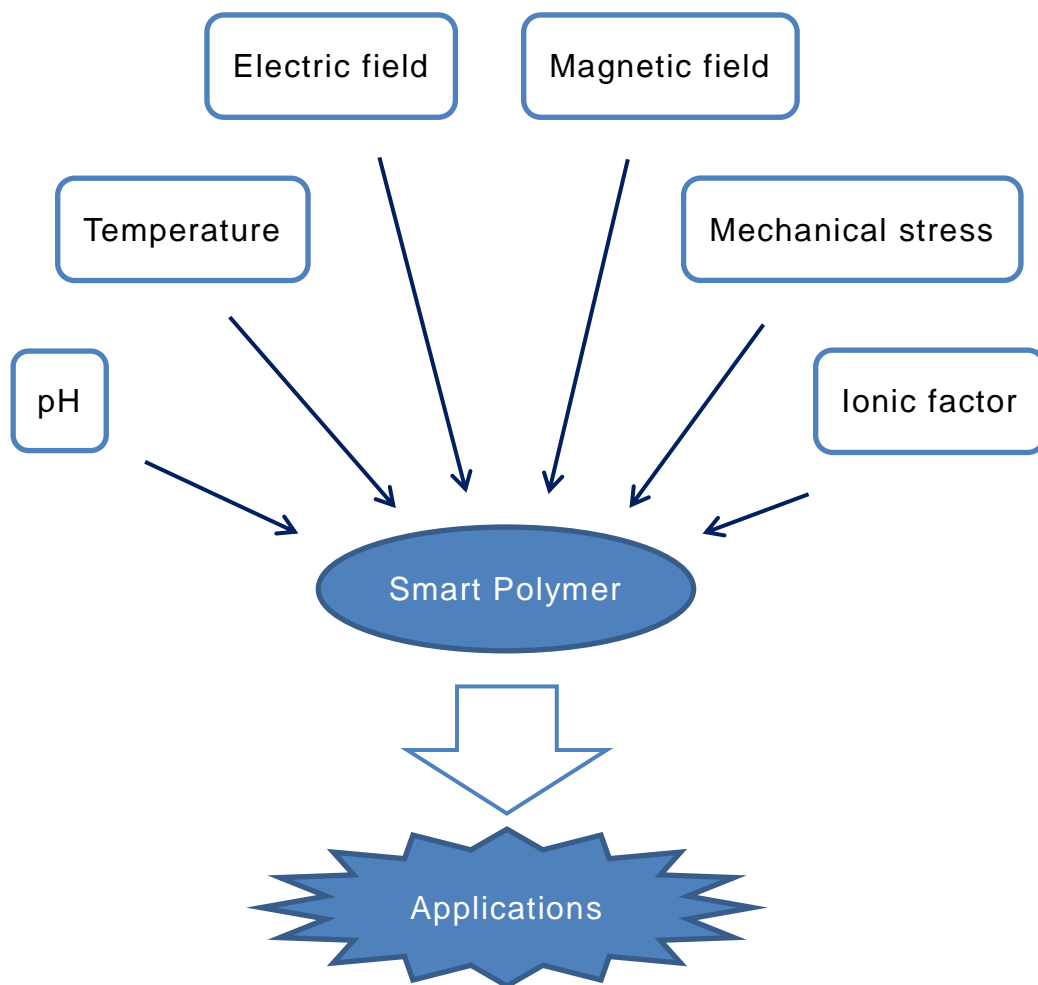 Electric field
Magnetic field
Temperature
Mechanical stress
pH
Ionic factor
Smart Polymer
Applications